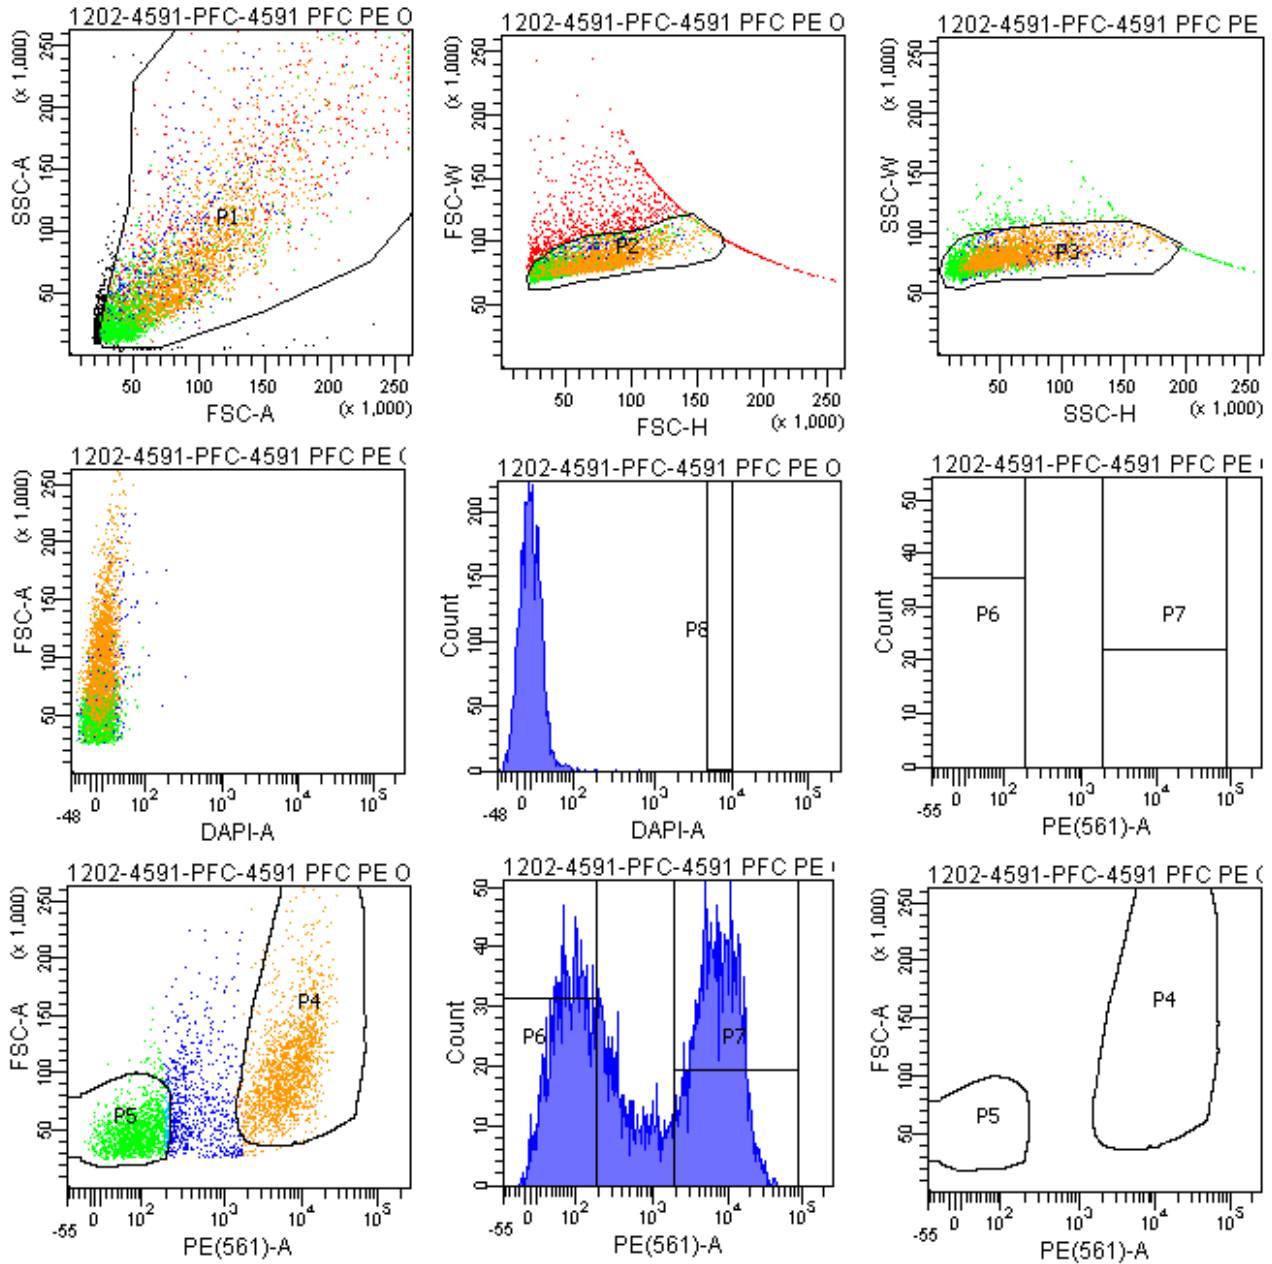 1202-4591-PFC-4591 PFC PE O
(x 1,000)
SSC-A
250
200
150
100
50
P1
50 100 150 200 250
FSC-A
(x 1,000)
1202-4591-PFC-4591 PFC PE O
(x 1,000)
FSC-W
250
200
150
100
50
P2
50 100 150 200 250
FSC-H
(x 1,000)
1202-4591-PFC-4591 PFC PE
(x 1,000)
SSC-W
250
200
150
100
50
P3
50 100 150 200 250
SSC-H
(x 1,000)
1202-4591-PFC-4591 PFC PE
(x 1,000)
FSC-A
250
200
150
100
50
-48 0 10² 10³ 10⁴ 10⁵
DAPI-A
1202-4591-PFC-4591 PFC PE O
Count
200
150
100
50
0
P8
-48 0 10² 10³ 10⁴ 10⁵
DAPI-A
1202-4591-PFC-4591 PFC PE
Count
50
40
30
20
10
0
P6
P7
-55 0 10² 10³ 10⁴ 10⁵
PE(561)-A
1202-4591-PFC-4591 PFC PE O
(x 1,000)
FSC-A
250
200
150
100
50
P4
P5
-55 0 10² 10³ 10⁴ 10⁵
PE(561)-A
1202-4591-PFC-4591 PFC PE
Count
50
40
30
20
10
0
P6
P7
-55 0 10² 10³ 10⁴ 10⁵
PE(561)-A
1202-4591-PFC-4591 PFC PE
(x 1,000)
FSC-A
250
200
150
100
50
P4
P5
-55 0 10² 10³ 10⁴ 10⁵
PE(561)-A